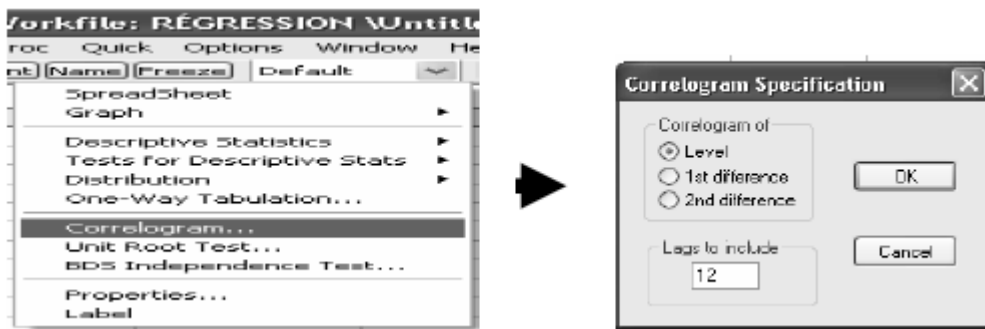 Workfile: RÉGRESSION \Untitl
roc Quick Options Window He
nt Name Freeze Default
SpreadSheet
Graph
Descriptive Statistics
Tests for Descriptive Stats
Distribution
One-Way Tabulation...
Correlogram...
Unit Root Test...
BDS Independence Test...
Properties...
Label
Correlogram Specification
Correlogram of
Level
1st difference
2nd difference
OK
Lags to include
12
Cancel